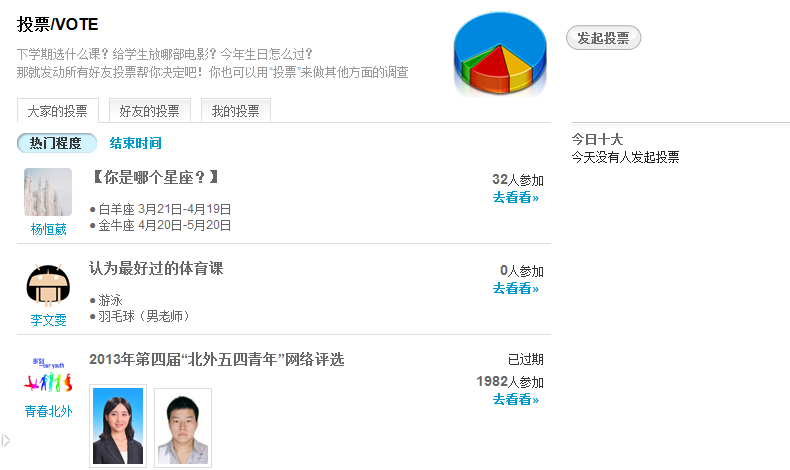 投票/VOTE
下学期选什么课？给学生放哪部电影？今年生日怎么过？
那就发动所有好友投票帮你决定吧！你也可以用“投票”来做其他方面的调查
发起投票
大家的投票
好友的投票
我的投票
热门程度
结束时间
【你是哪个星座？】
32人参加
去看看»
● 白羊座 3月21日-4月19日
● 金牛座 4月20日-5月20日
杨恒葳
认为最好过的体育课
0人参加
去看看»
● 游泳
● 羽毛球（男老师）
李文雯
2013年第四届“北外五四青年”网络评选
已过期
1982人参加
去看看»
our youth
青春北外
今日十大
今天没有人发起投票